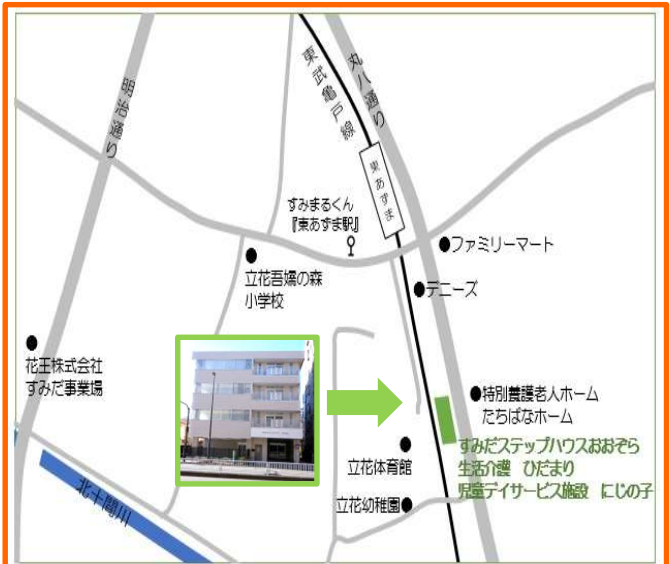 明治通り
東武亀戸線
丸八通り
東あずま
すみまるくん
『東あずま駅』
●ファミリーマート
●立花吾嬬の森
小学校
●デニーズ
●花王株式会社
すみだ事業場
●特別養護老人ホーム
たちばなホーム
すみだステップハウスおおぞら
生活介護 ひだまり
児童デイサービス施設 にじの子
●立花体育館
立花幼稚園●
北十間川